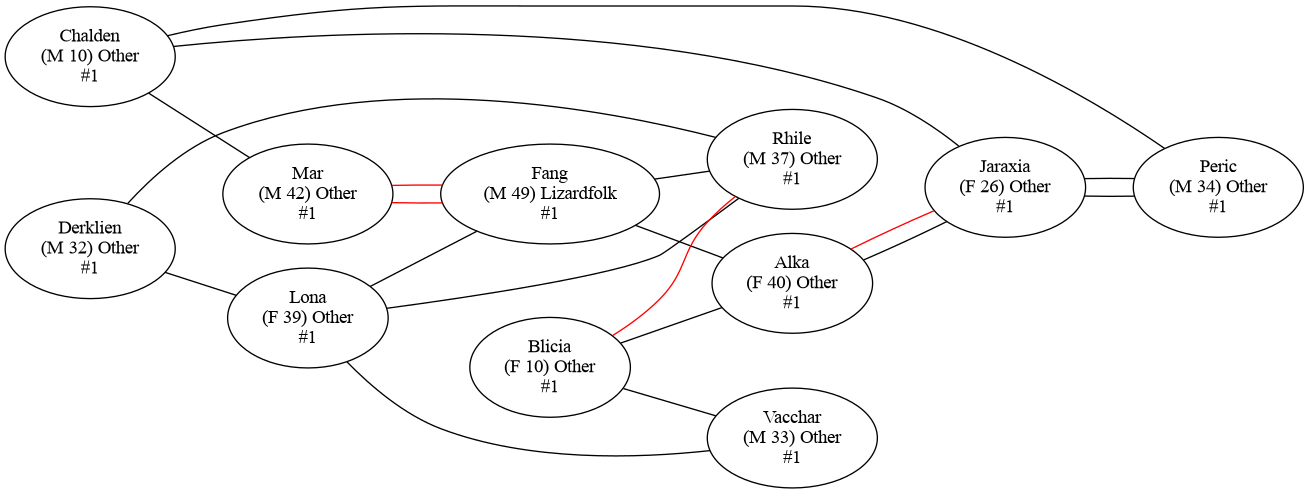 Chalden
(M 10) Other
#1
Mar
(M 42) Other
#1
Fang
(M 49) Lizardfolk
#1
Rhile
(M 37) Other
#1
Jaraxia
(F 26) Other
#1
Peric
(M 34) Other
#1
Derklien
(M 32) Other
#1
Lona
(F 39) Other
#1
Alka
(F 40) Other
#1
Blicia
(F 10) Other
#1
Vacchar
(M 33) Other
#1